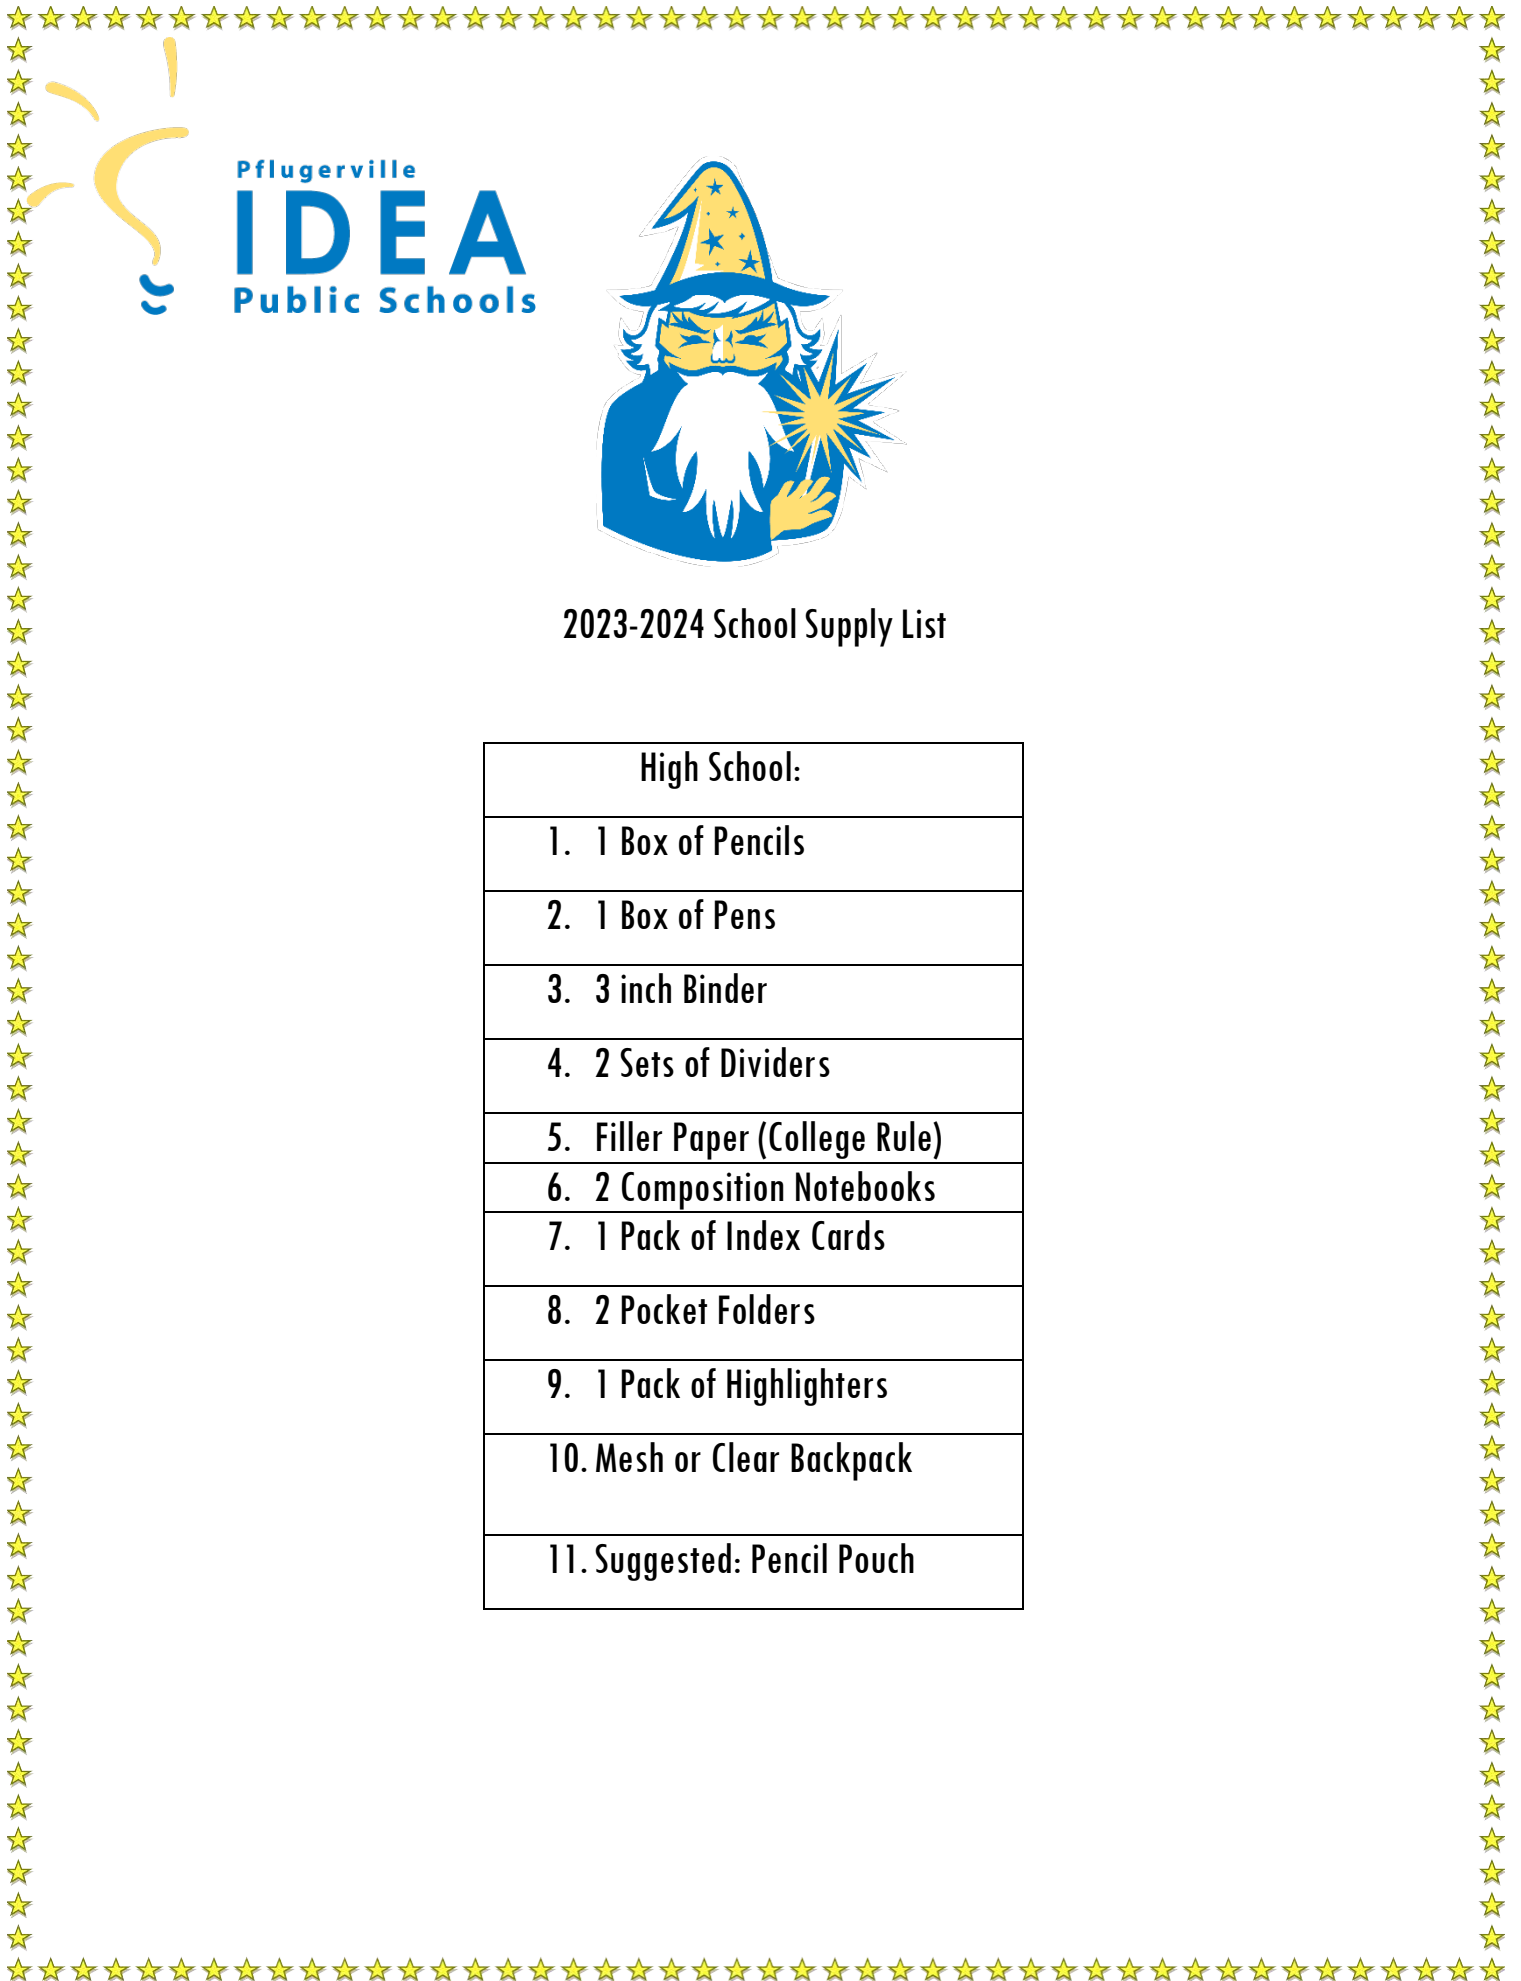 Pflugerville
IDEA
Public Schools
2023-2024 School Supply List
High School:
1. 1 Box of Pencils
2. 1 Box of Pens
3. 3 inch Binder
4. 2 Sets of Dividers
5. Filler Paper (College Rule)
6. 2 Composition Notebooks
7. 1 Pack of Index Cards
8. 2 Pocket Folders
9. 1 Pack of Highlighters
10. Mesh or Clear Backpack
11. Suggested: Pencil Pouch